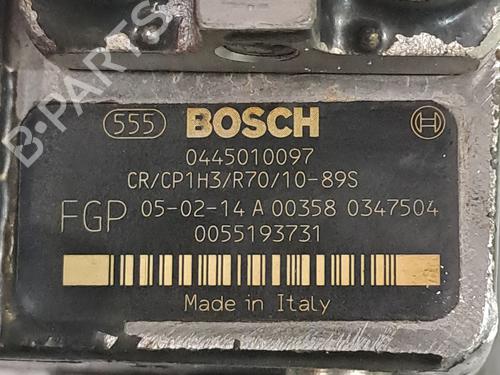 555 BOSCH
0445010097
CR/CP1H3/R70/10-89S
FGP 05-02-14 A 00358 0347504
0055193731
Made in Italy
B-PARTS